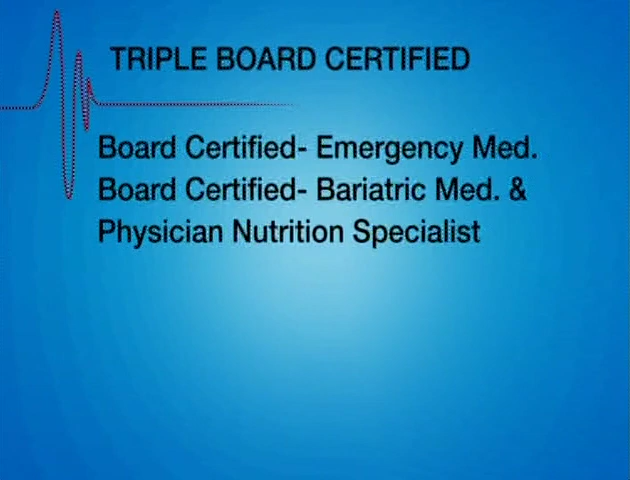 TRIPLE BOARD CERTIFIED
Board Certified- Emergency Med.
Board Certified- Bariatric Med. &
Physician Nutrition Specialist